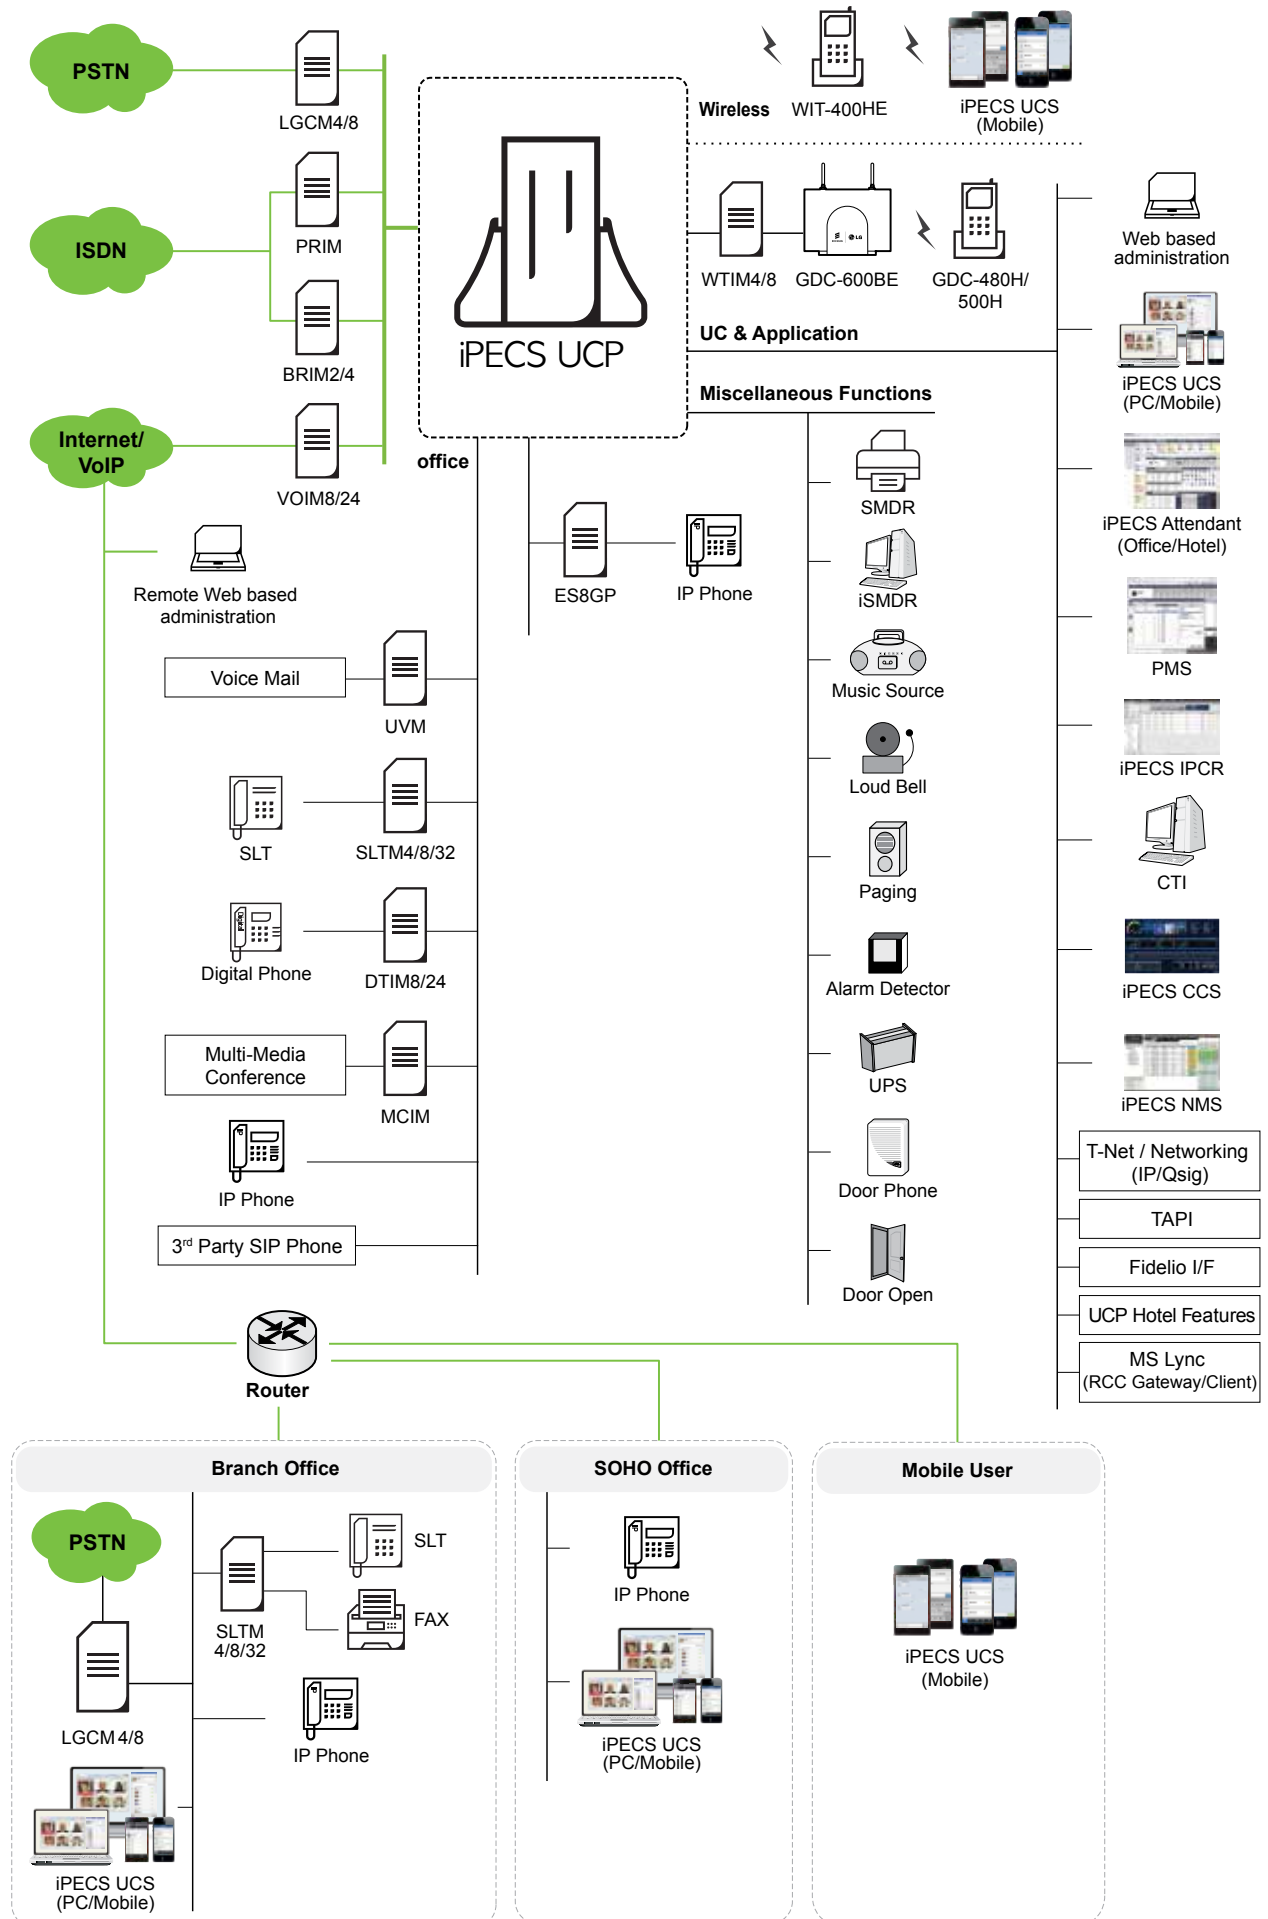 PSTN
LGCM4/8
PRIM
ISDN
BRIM2/4
Internet/
VoIP
VOIM8/24
iPECS UCP
Wireless
WIT-400HE
iPECS UCS
(Mobile)
WTIM4/8
GDC-600BE
GDC-480H/
500H
UC & Application
Miscellaneous Functions
office
Remote Web based
administration
Voice Mail
UVM
SLT
SLTM4/8/32
Digital Phone
DTIM8/24
Multi-Media
Conference
MCIM
IP Phone
3rd Party SIP Phone
ES8GP
IP Phone
SMDR
iSMDR
Music Source
Loud Bell
Paging
Alarm Detector
UPS
Door Phone
Door Open
Web based
administration
iPECS UCS
(PC/Mobile)
iPECS Attendant
(Office/Hotel)
PMS
iPECS IPCR
CTI
iPECS CCS
iPECS NMS
T-Net / Networking
(IP/Qsig)
TAPI
Fidelio I/F
UCP Hotel Features
MS Lync
(RCC Gateway/Client)
Router
Branch Office
PSTN
LGCM 4/8
SLTM
4/8/32
SLT
FAX
IP Phone
iPECS UCS
(PC/Mobile)
SOHO Office
IP Phone
iPECS UCS
(PC/Mobile)
Mobile User
iPECS UCS
(Mobile)